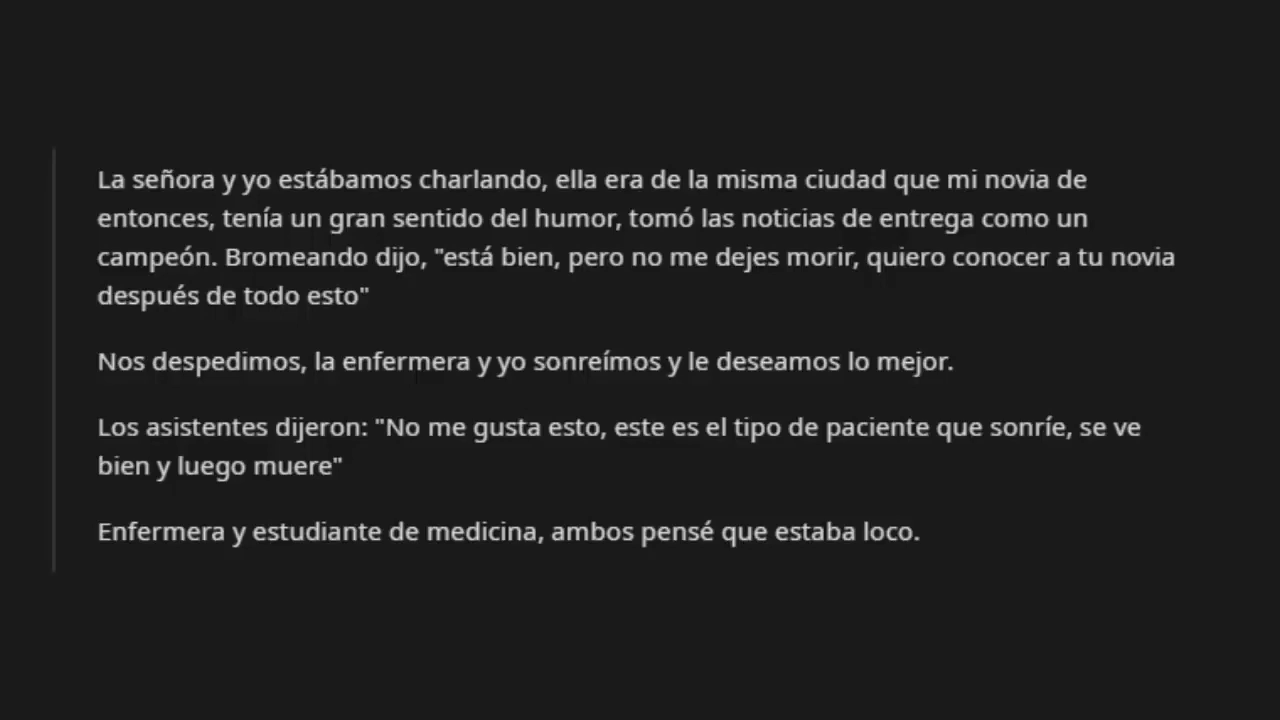 La señora y yo estábamos charlando, ella era de la misma ciudad que mi novia de
entonces, tenía un gran sentido del humor, tomó las noticias de entrega como un
campeón. Bromeando dijo, "está bien, pero no me dejes morir, quiero conocer a tu novia
después de todo esto"
Nos despedimos, la enfermera y yo sonreímos y le deseamos lo mejor.
Los asistentes dijeron: "No me gusta esto, este es el tipo de paciente que sonríe, se ve
bien y luego muere"
Enfermera y estudiante de medicina, ambos pensé que estaba loco.